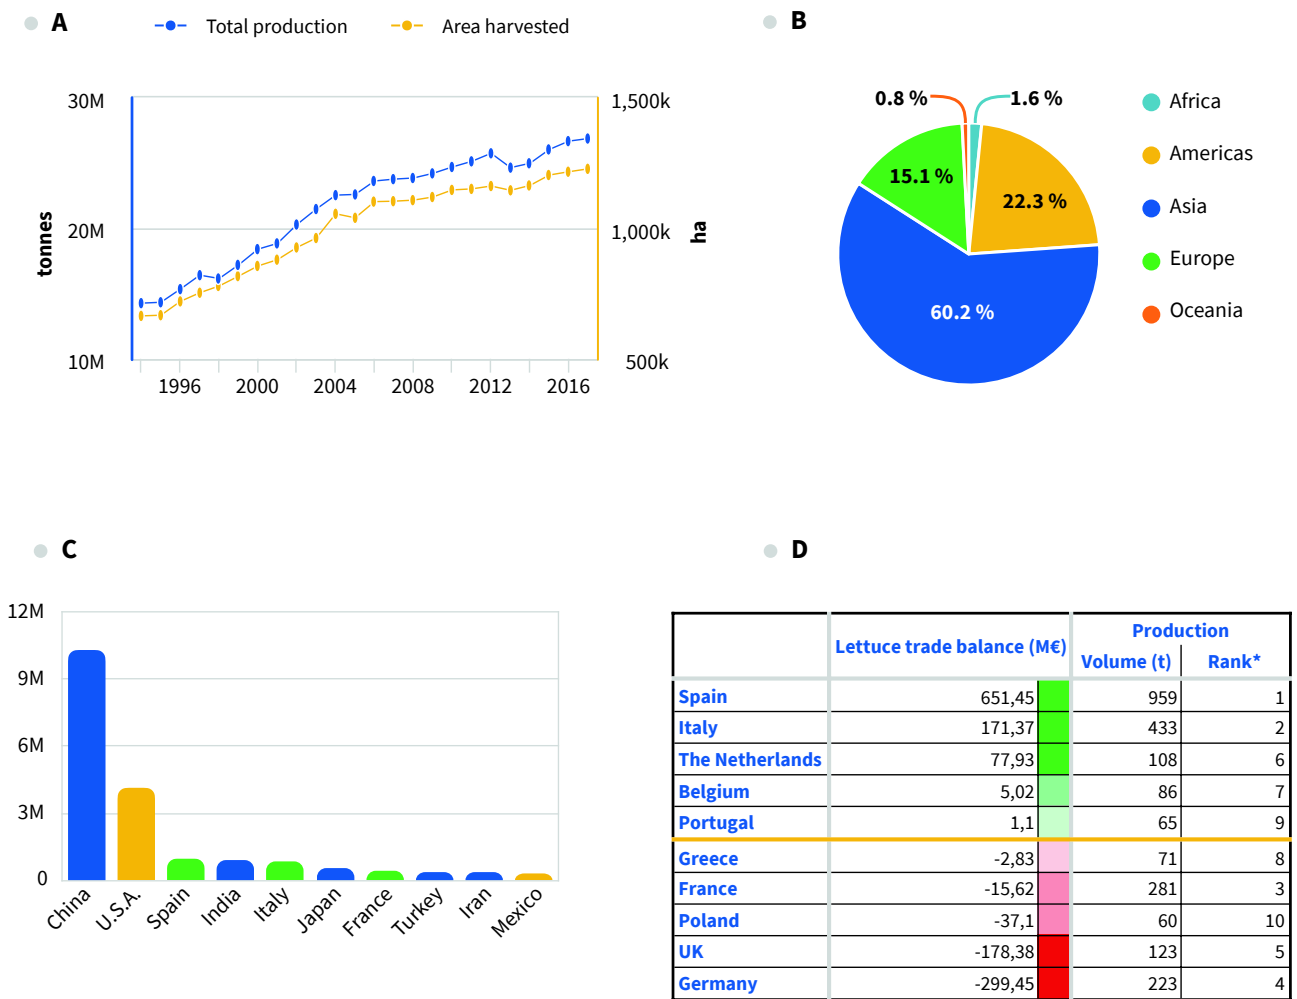 A
Total production
Area harvested
30M
20M
10M
tonnes
1,500k
1,000k
500k
ha
1996 2000 2004 2008 2012 2016
B
0.8 %
1.6 %
15.1 %
22.3 %
60.2 %
Africa
Americas
Asia
Europe
Oceania
C
12M
9M
6M
3M
0
China U.S.A. Spain India Italy Japan France Turkey Iran Mexico
D
Lettuce trade balance (M€) Production
Volume (t) Rank*
Spain 651,45 959 1
Italy 171,37 433 2
The Netherlands 77,93 108 6
Belgium 5,02 86 7
Portugal 1,1 65 9
Greece -2,83 71 8
France -15,62 281 3
Poland -37,1 60 10
UK -178,38 123 5
Germany -299,45 223 4